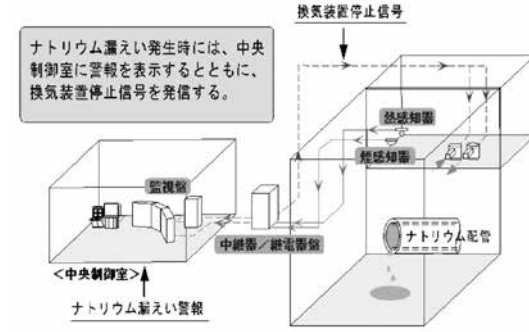 換気装置停止信号
ナトリウム漏えい発生時には、中央
制御室に警報を表示するとともに、
換気装置停止信号を発信する。
熱感知器
煙感知器
監視盤
中継器/継電器盤
ナトリウム配管
<中央制御室>
ナトリウム漏えい警報